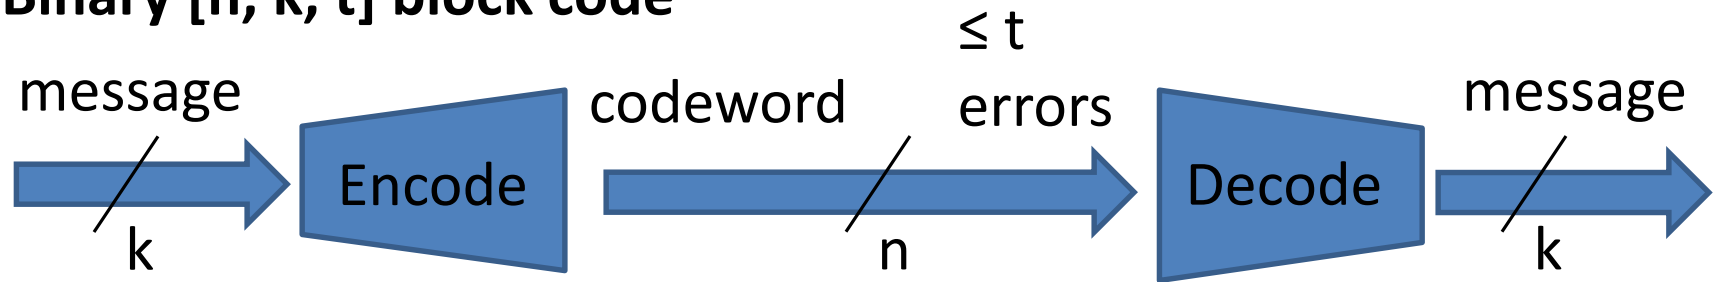 Binary [n, k, t] block code
≤ t
message codeword errors message
Encode Decode
k n k